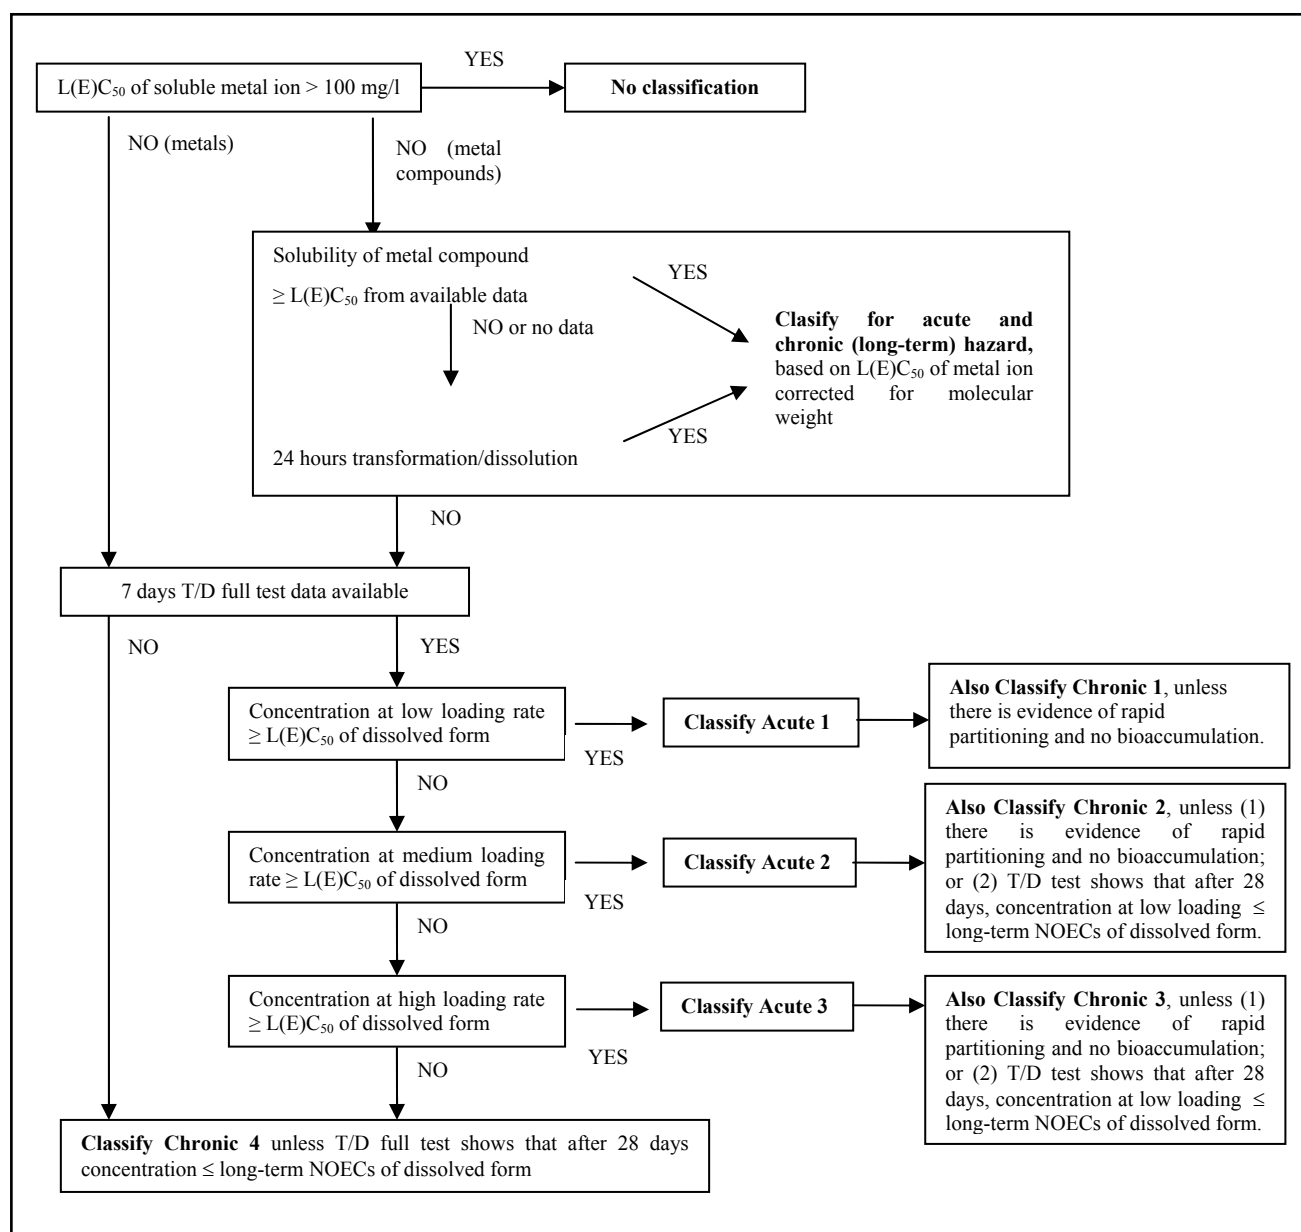 YES
L(E)C₅₀ of soluble metal ion > 100 mg/l
No classification
NO (metals)
NO (metal
compounds)
Solubility of metal compound
≥ L(E)C₅₀ from available data
YES
NO or no data
Clasify for acute and
chronic (long-term) hazard,
based on L(E)C₅₀ of metal ion
corrected for molecular
weight
YES
24 hours transformation/dissolution
NO
7 days T/D full test data available
NO
YES
Concentration at low loading rate
≥ L(E)C₅₀ of dissolved form
YES
Classify Acute 1
Also Classify Chronic 1, unless
there is evidence of rapid
partitioning and no bioaccumulation.
NO
Concentration at medium loading
rate ≥ L(E)C₅₀ of dissolved form
YES
Classify Acute 2
Also Classify Chronic 2, unless (1)
there is evidence of rapid
partitioning and no bioaccumulation;
or (2) T/D test shows that after 28
days, concentration at low loading ≤
long-term NOECs of dissolved form.
NO
Concentration at high loading rate
≥ L(E)C₅₀ of dissolved form
YES
Classify Acute 3
Also Classify Chronic 3, unless (1)
there is evidence of rapid
partitioning and no bioaccumulation;
or (2) T/D test shows that after 28
days, concentration at low loading ≤
long-term NOECs of dissolved form.
NO
Classify Chronic 4 unless T/D full test shows that after 28 days
concentration ≤ long-term NOECs of dissolved form